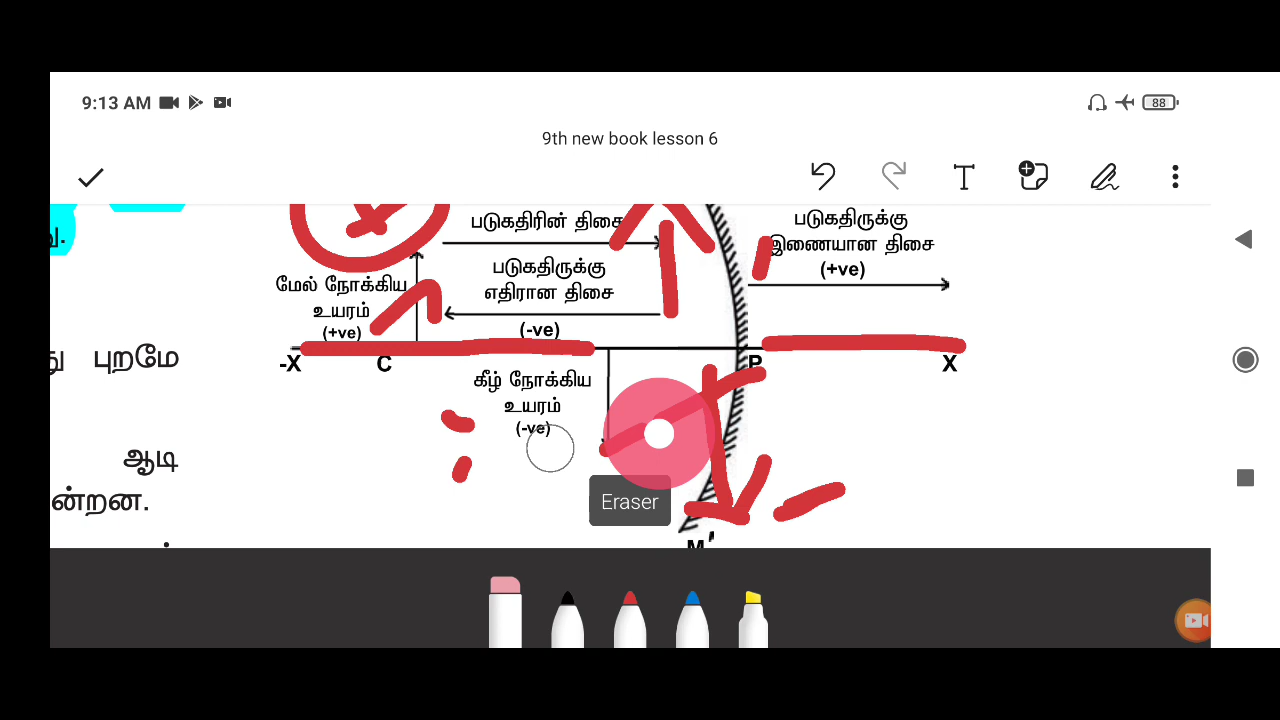 9:13 AM
88
9th new book lesson 6
T
படுகதிரின் திசை
படுகதிருக்கு
இணையான திசை
(+ve)
படுகதிருக்கு
எதிரான திசை
(-ve)
மேல் நோக்கிய
உயரம்
(+ve)
-X
C
P
X
கீழ் நோக்கிய
உயரம்
(-ve)
புறமே
ஆடி
ன்றன.
Eraser
M'